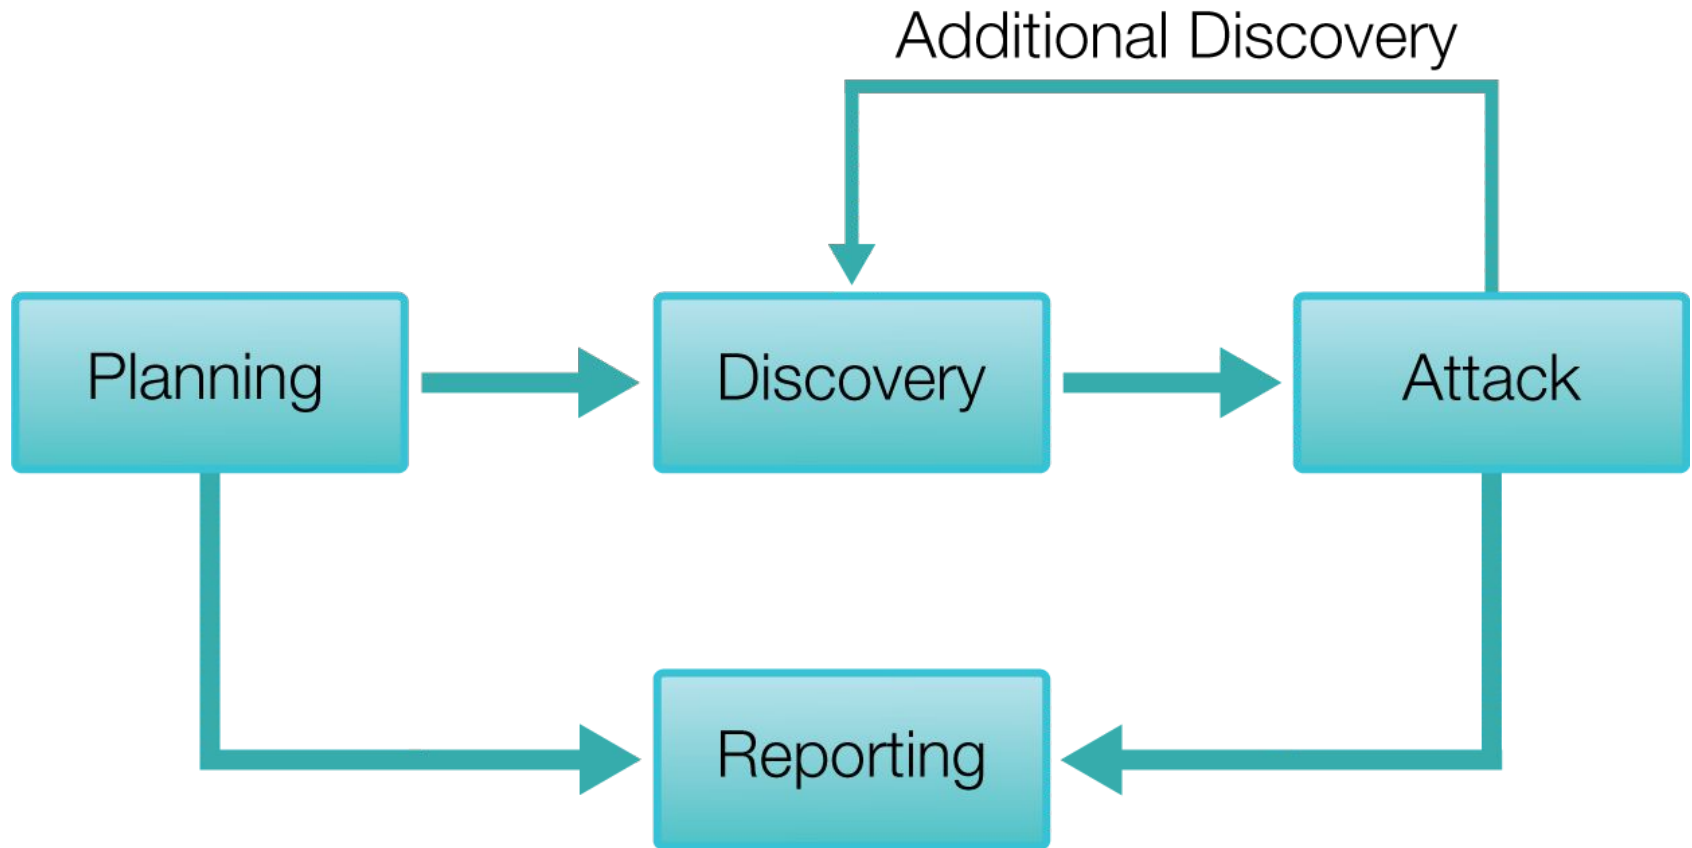 Additional Discovery
Planning
Discovery
Attack
Reporting